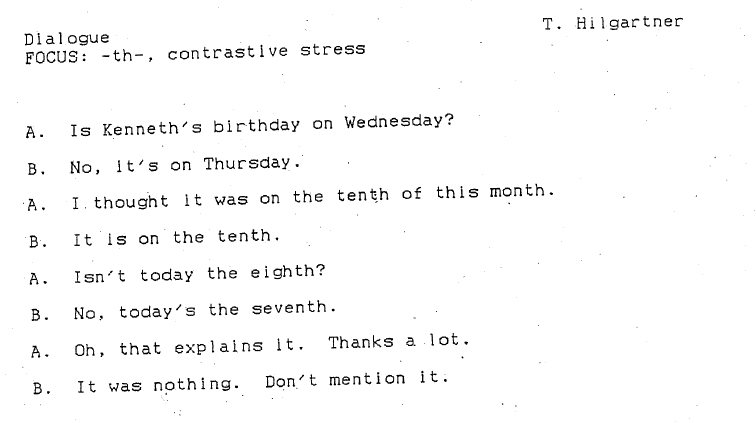 T. Hilgartner
Dialogue
FOCUS: -th-, contrastive stress
A. Is Kenneth's birthday on Wednesday?
B. No, it's on Thursday.
A. I thought it was on the tenth of this month.
B. It is on the tenth.
A. Isn't today the eighth?
B. No, today's the seventh.
A. Oh, that explains it. Thanks a lot.
B. It was nothing. Don't mention it.